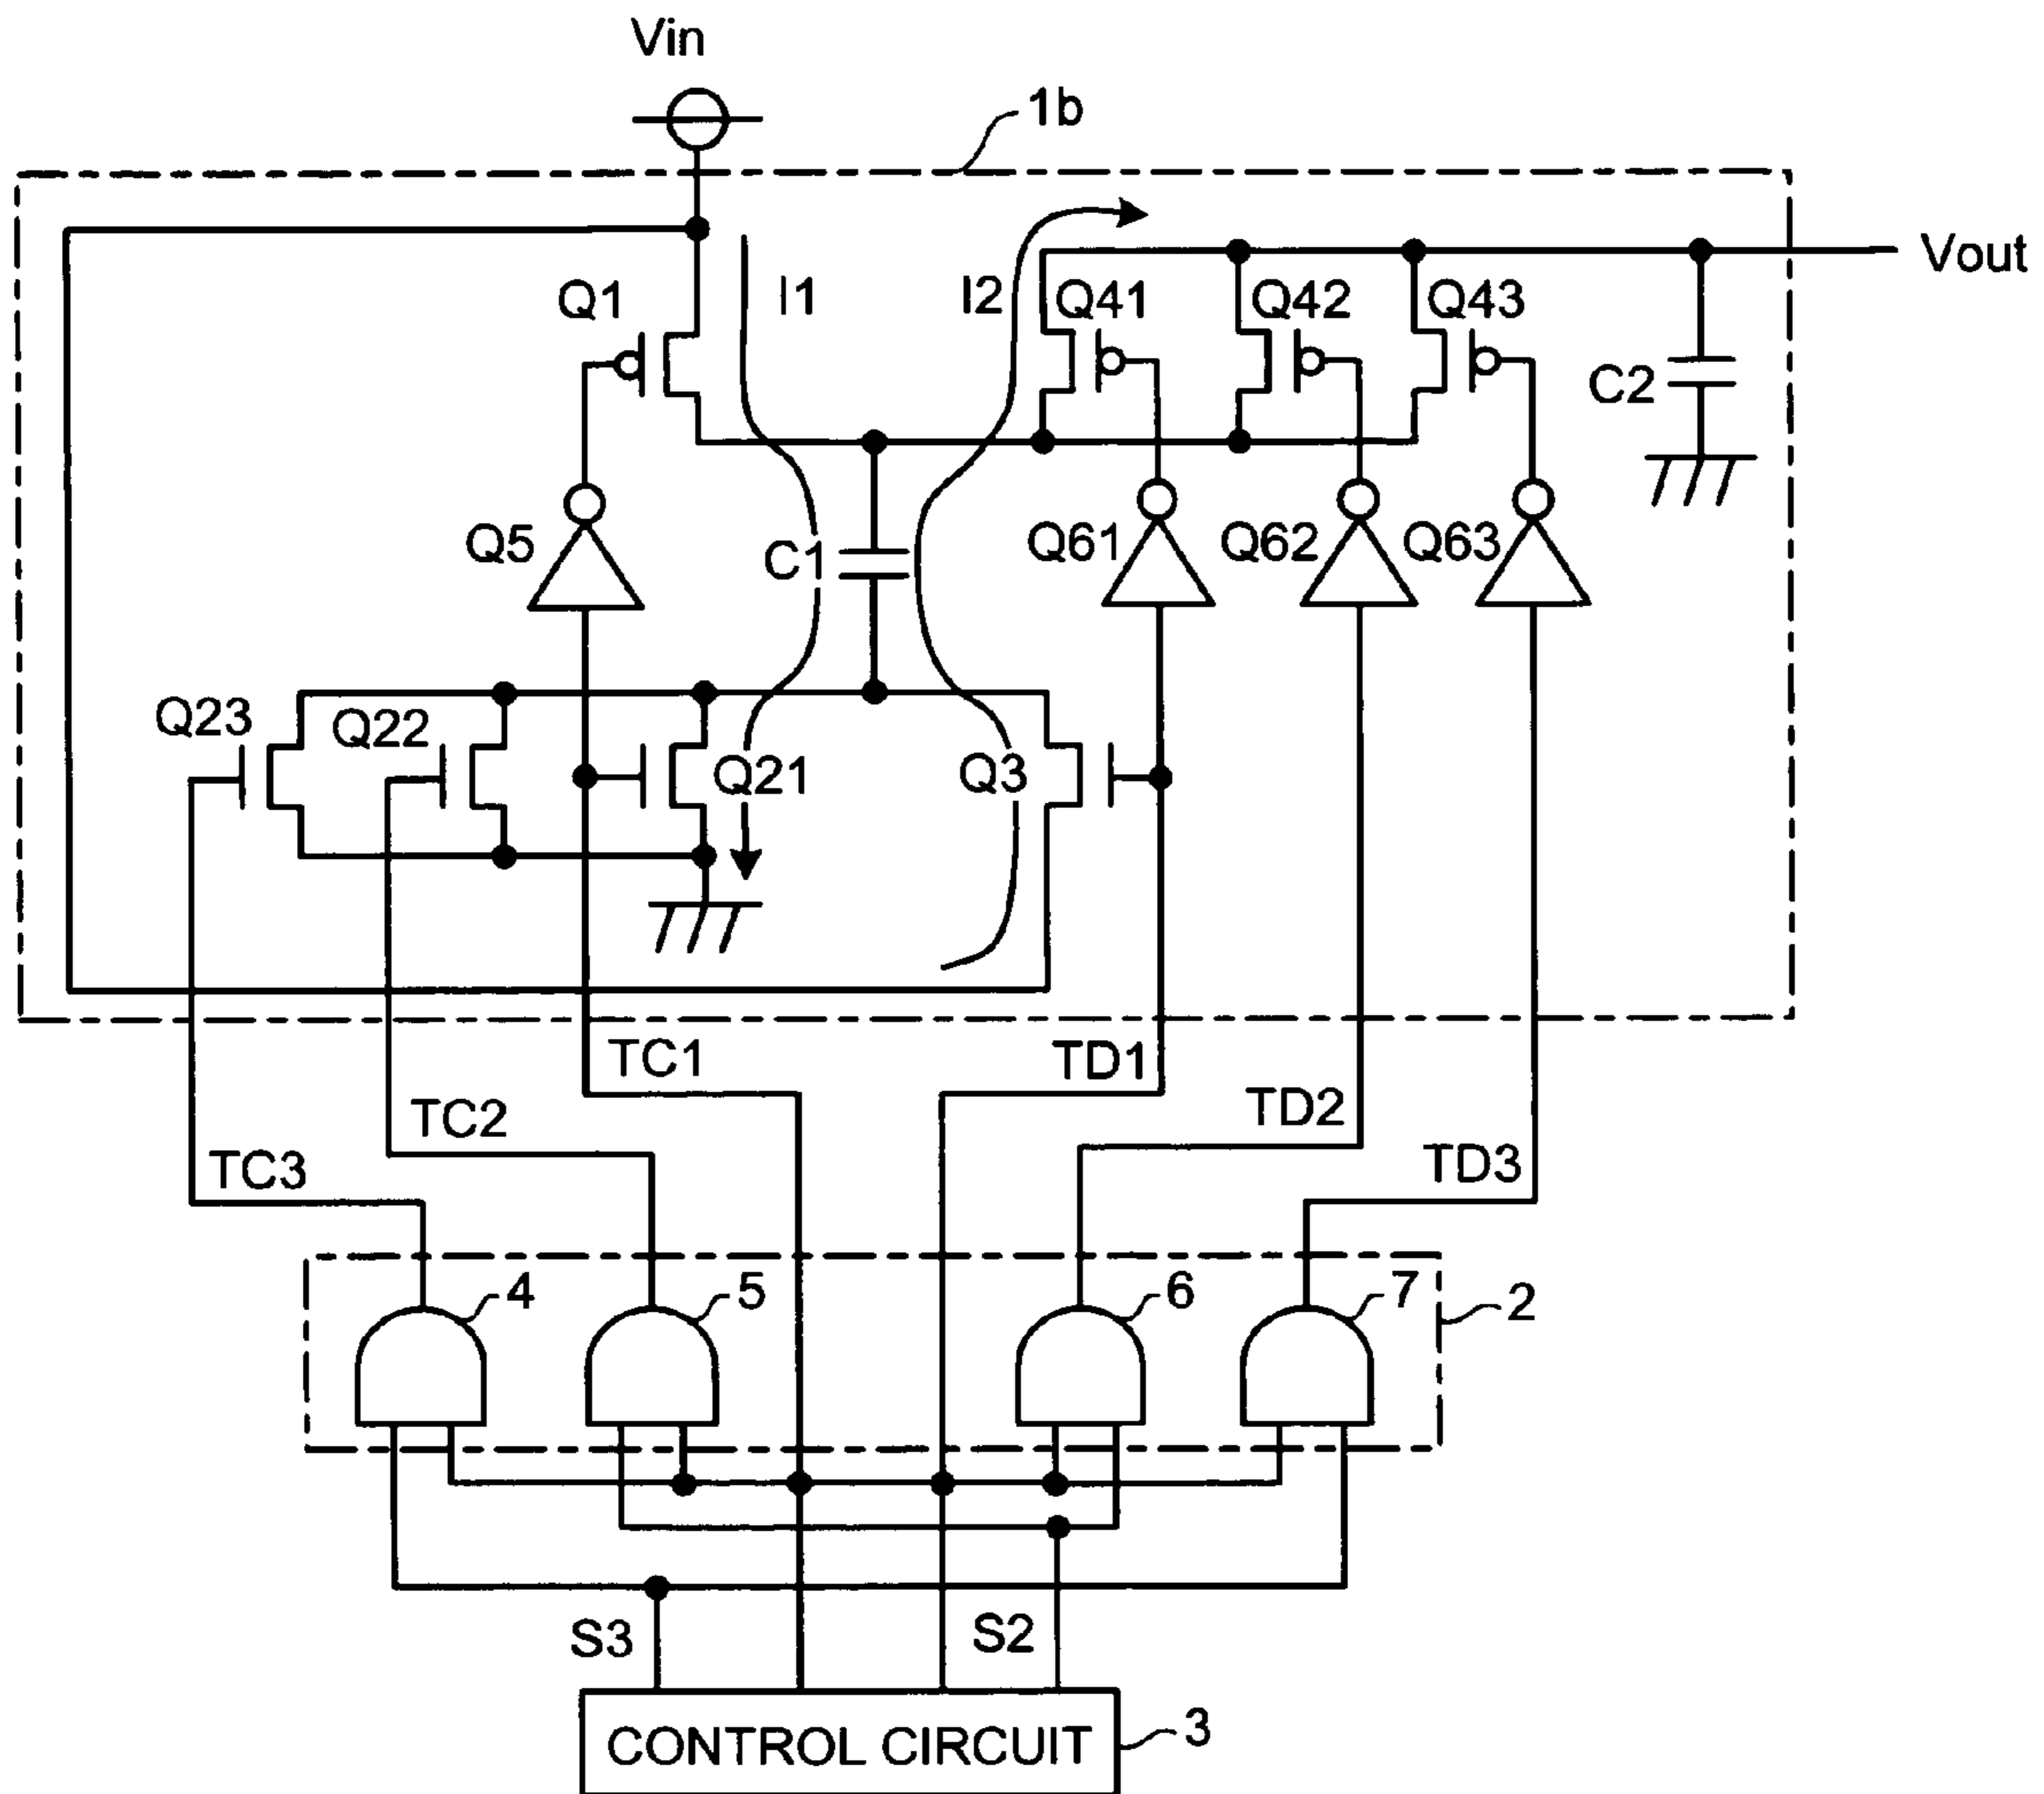 Vin
1b
Vout
Q1
I1
I2
Q41
Q42
Q43
C2
Q5
C1
Q61
Q62
Q63
Q23
Q22
Q21
Q3
TC1
TD1
TC2
TD2
TC3
TD3
4
5
6
7
2
S3
S2
CONTROL CIRCUIT
3